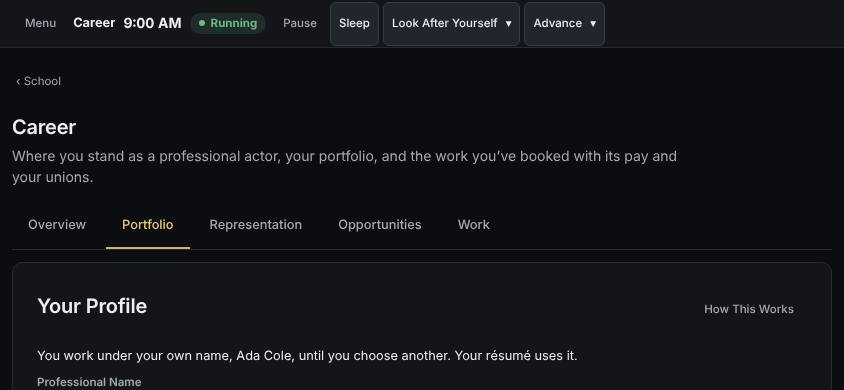 Menu Career 9:00 AM Running Pause Sleep Look After Yourself ▾ Advance ▾
‹ School
Career
Where you stand as a professional actor, your portfolio, and the work you've booked with its pay and
your unions.
Overview Portfolio Representation Opportunities Work
Your Profile How This Works
You work under your own name, Ada Cole, until you choose another. Your résumé uses it.
Professional Name